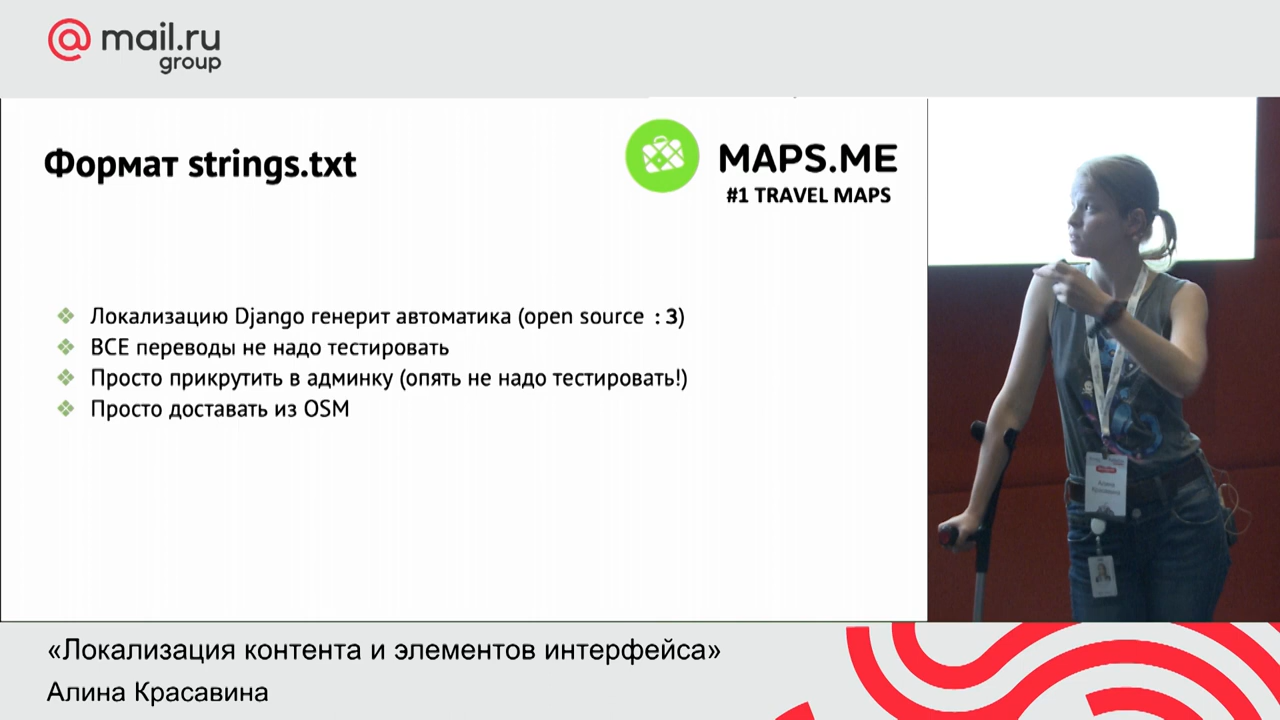 @mail.ru
group
Формат strings.txt
MAPS.ME
#1 TRAVEL MAPS
Локализацию Django генерит автоматика (open source :3)
ВСЕ переводы не надо тестировать
Просто прикрутить в админку (опять не надо тестировать!)
Просто доставать из OSM
Алина
Красавина
«Локализация контента и элементов интерфейса»
Алина Красавина